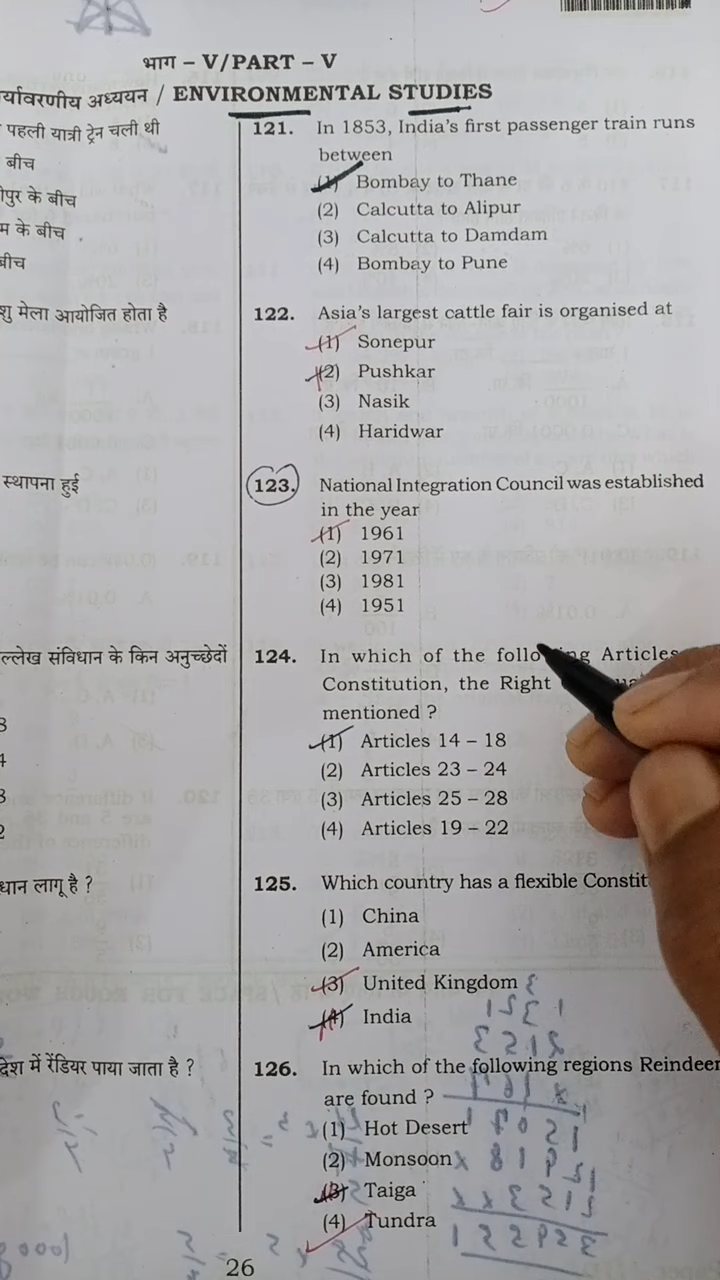 भाग – V/PART – V
र्यावरणीय अध्ययन / ENVIRONMENTAL STUDIES
पहली यात्री ट्रेन चली थी
बीच
पुर के बीच
म के बीच
बीच
शु मेला आयोजित होता है
स्थापना हुई
ल्लेख संविधान के किन अनुच्छेदों
3
4
3
2
धान लागू है ?
देश में रेंडियर पाया जाता है ?
121. In 1853, India's first passenger train runs
between
(1) Bombay to Thane
(2) Calcutta to Alipur
(3) Calcutta to Damdam
(4) Bombay to Pune
122. Asia's largest cattle fair is organised at
(1) Sonepur
(2) Pushkar
(3) Nasik
(4) Haridwar
123. National Integration Council was established
in the year
(1) 1961
(2) 1971
(3) 1981
(4) 1951
124. In which of the following Articles
Constitution, the Right
mentioned ?
(1) Articles 14 – 18
(2) Articles 23 – 24
(3) Articles 25 – 28
(4) Articles 19 – 22
125. Which country has a flexible Constit
(1) China
(2) America
(3) United Kingdom
(4) India
126. In which of the following regions Reindeer
are found ?
(1) Hot Desert
(2) Monsoon
(3) Taiga
(4) Tundra
26